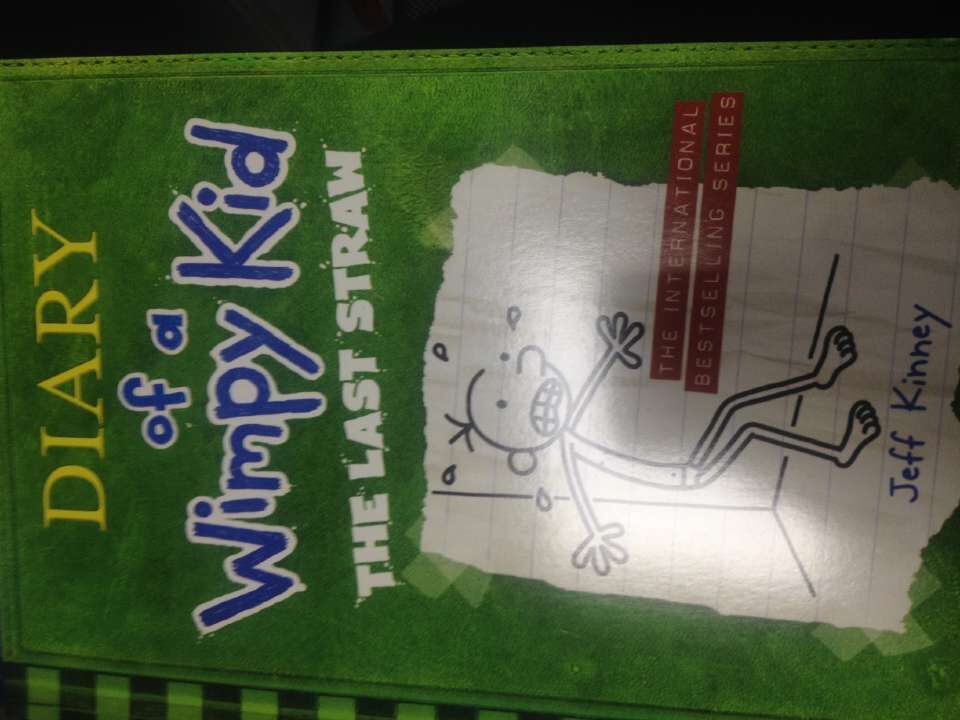 DIARY
of a
Wimpy Kid
THE LAST STRAW
THE INTERNATIONAL
BESTSELLING SERIES
Jeff Kinney